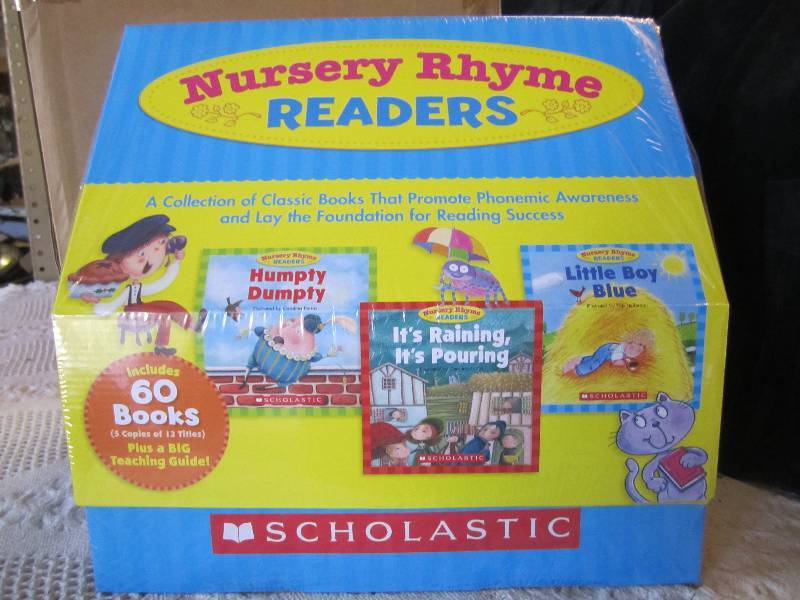 Nursery Rhyme
READERS
A Collection of Classic Books That Promote Phonemic Awareness
and Lay the Foundation for Reading Success
Nursery Rhyme
READERS
Humpty
Dumpty
SCHOLASTIC
Nursery Rhyme
READERS
It's Raining,
It's Pouring
SCHOLASTIC
Nursery Rhyme
READERS
Little Boy
Blue
SCHOLASTIC
Includes
60
Books
(5 Copies of 12 Titles)
Plus a BIG
Teaching Guide!
SCHOLASTIC